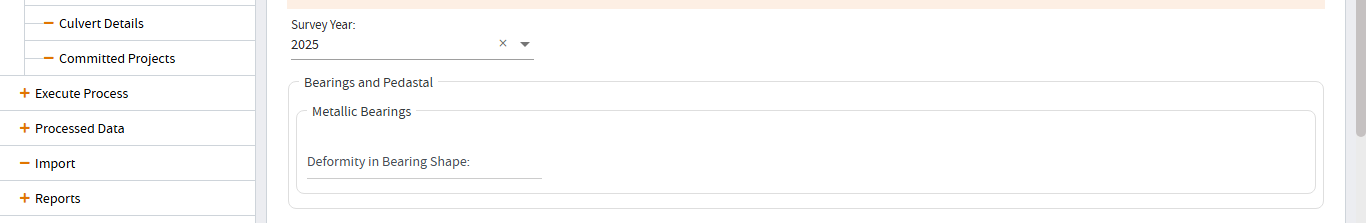 Culvert Details
Committed Projects
Execute Process
Processed Data
Import
Reports
Survey Year:
2025
Bearings and Pedastal
Metallic Bearings
Deformity in Bearing Shape: